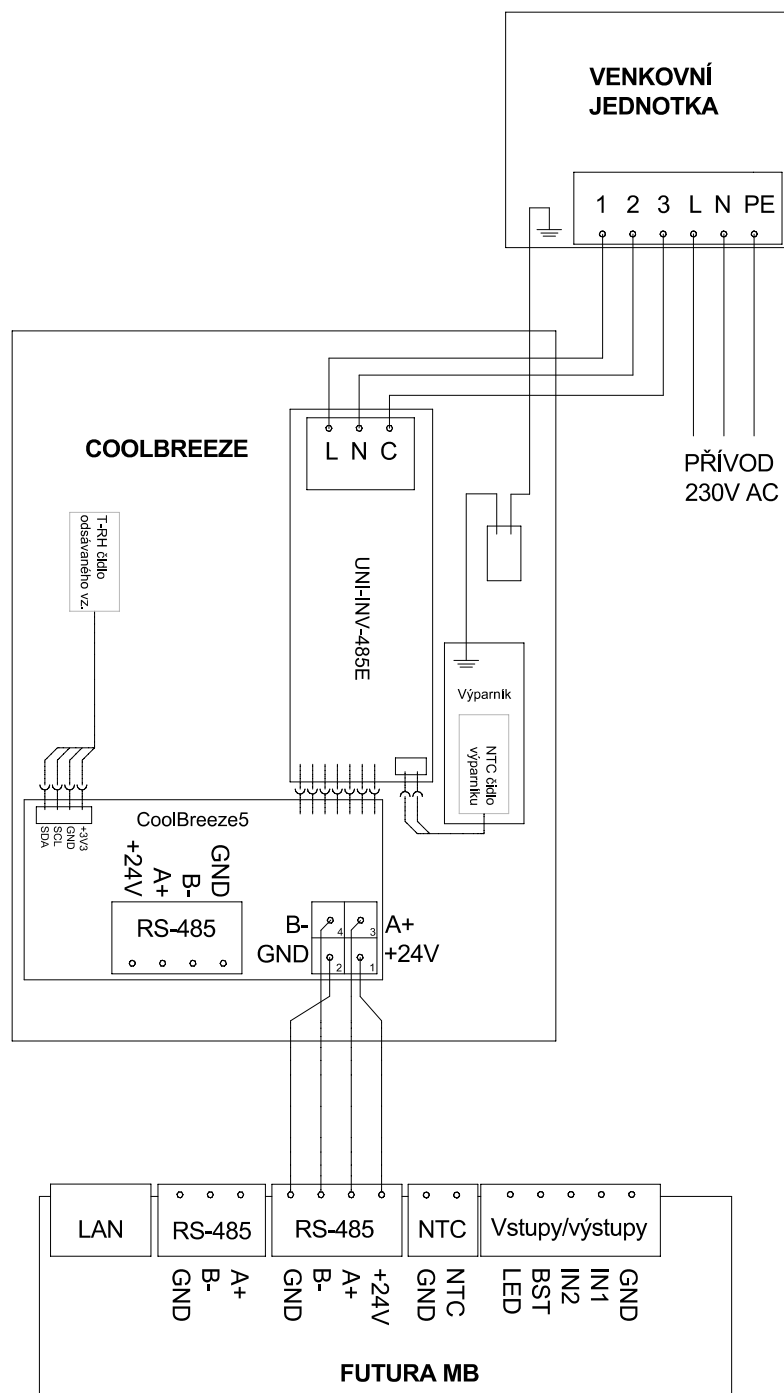 VENKOVNÍ
JEDNOTKA
1 2 3 L N PE
COOLBREEZE
L N C
PŘÍVOD
230V AC
T-RH čidlo
odsávaného vz.
UNI-INV-485E
Výparník
NTC čidlo
výparníku
SDA
SCL
GND
+3V3
CoolBreeze5
+24V
A+
B-
GND
RS-485
B- 4 3 A+
GND 2 1 +24V
LAN
RS-485
RS-485
NTC
Vstupy/výstupy
GND
B-
A+
GND
B-
A+
+24V
GND
NTC
LED
BST
IN2
IN1
GND
FUTURA MB